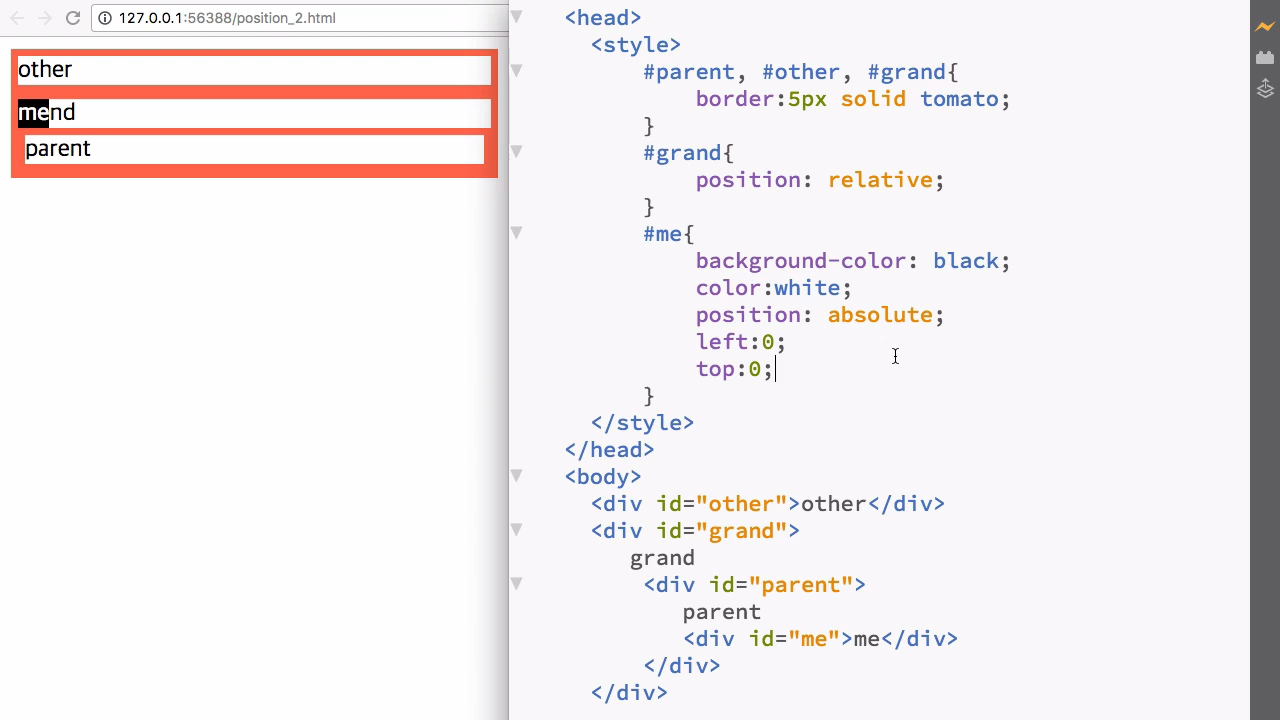 127.0.0.1:56388/position_2.html
other
mend
parent
<head>
<style>
#parent, #other, #grand{
border:5px solid tomato;
}
#grand{
position: relative;
}
#me{
background-color: black;
color:white;
position: absolute;
left:0;
top:0;
}
</style>
</head>
<body>
<div id="other">other</div>
<div id="grand">
grand
<div id="parent">
parent
<div id="me">me</div>
</div>
</div>